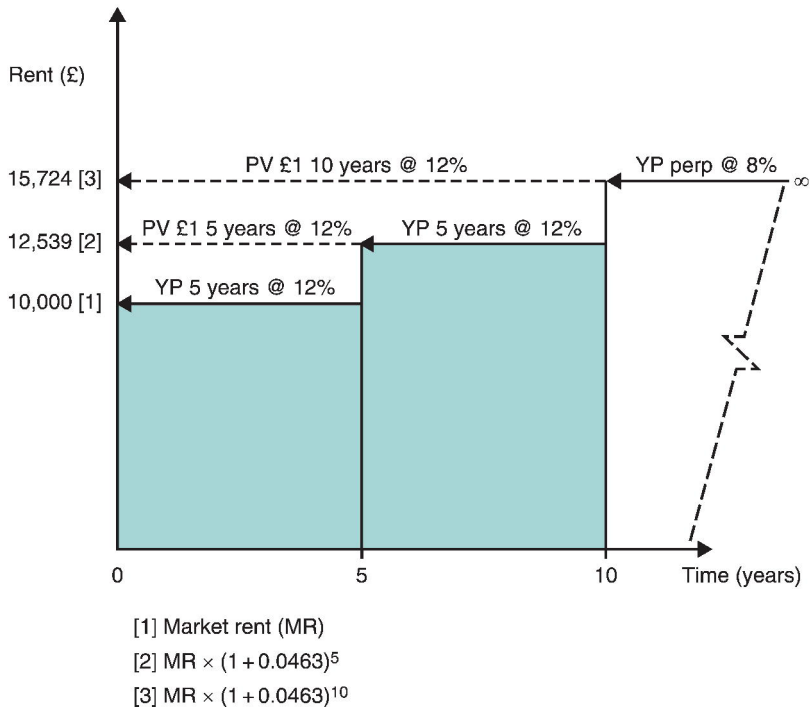 Rent (£)
PV £1 10 years @ 12%
YP perp @ 8%
15,724 [3]
∞
PV £1 5 years @ 12%
YP 5 years @ 12%
12,539 [2]
YP 5 years @ 12%
10,000 [1]
0
5
10
Time (years)
[1] Market rent (MR)
[2] MR × (1 + 0.0463)⁵
[3] MR × (1 + 0.0463)¹⁰